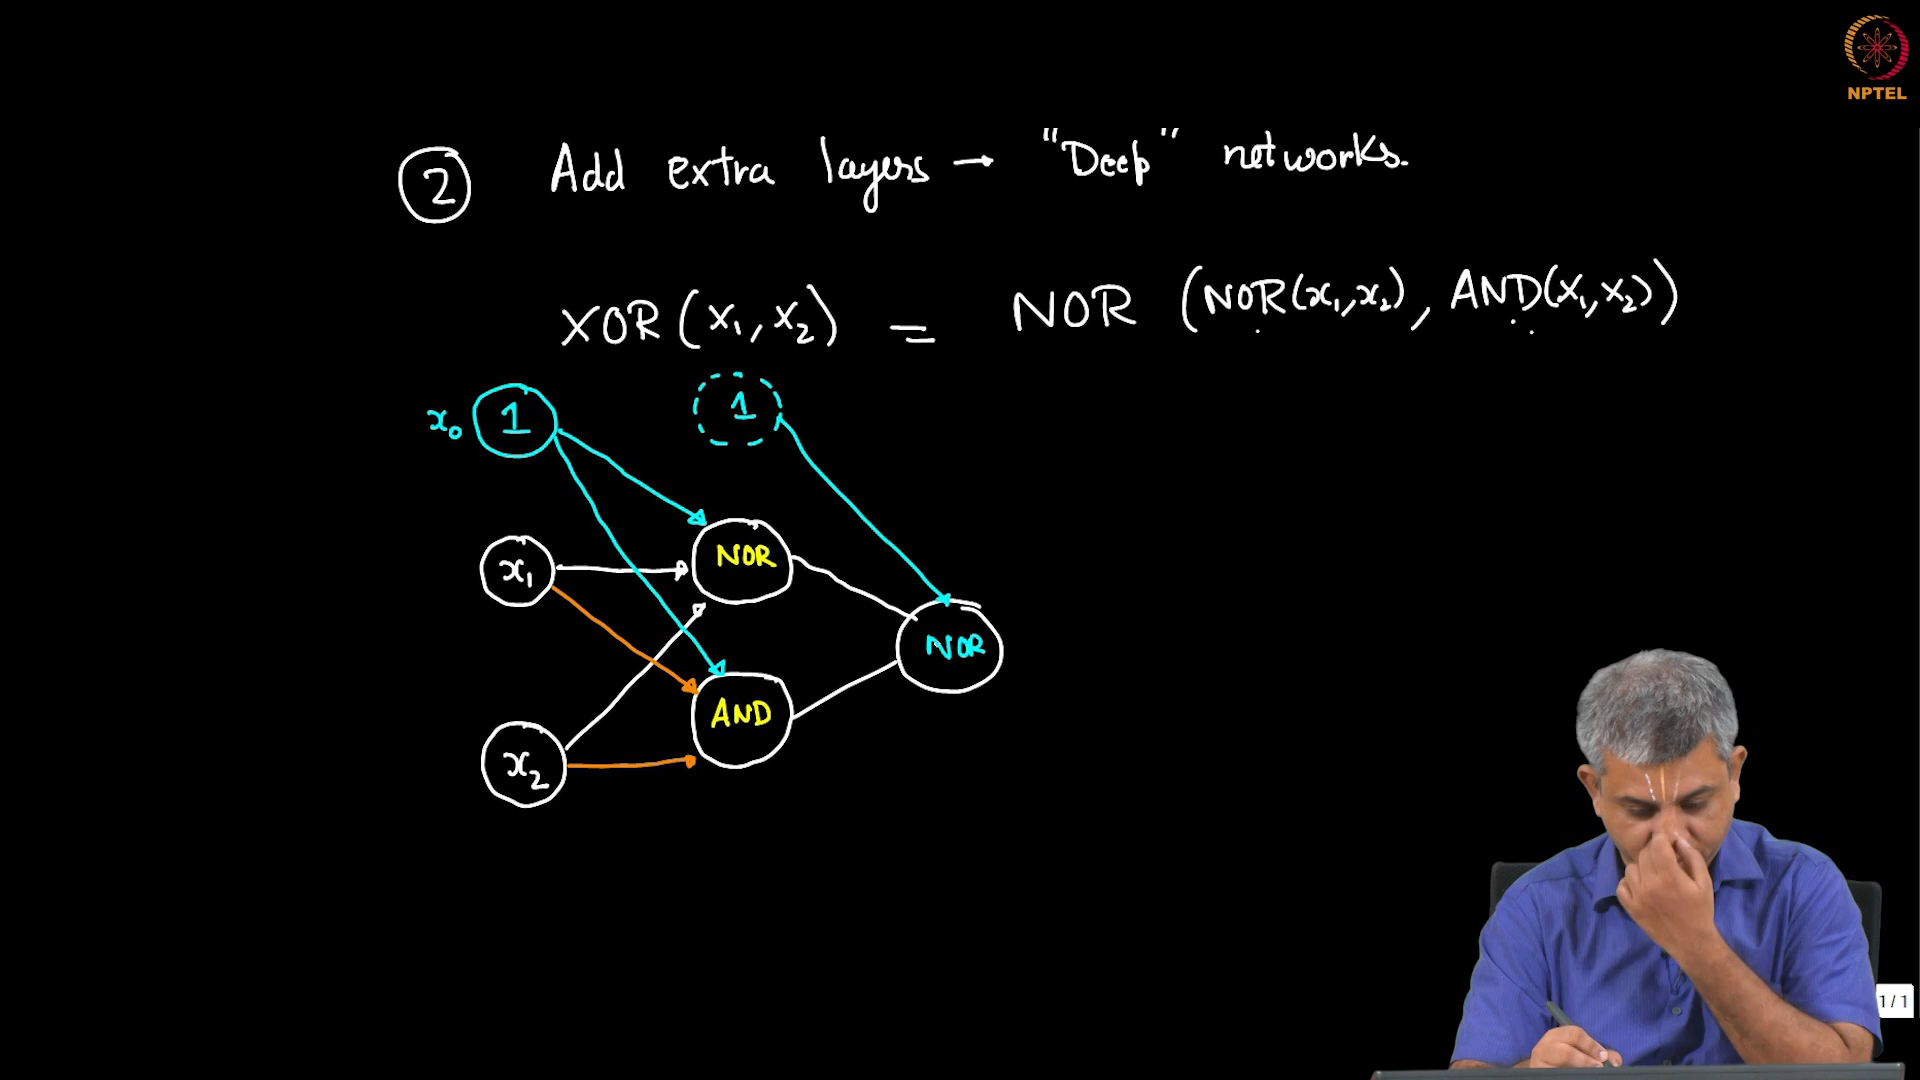 NPTEL
2 Add extra layers → "Deep" networks.
XOR(x₁,x₂) = NOR (NOR(x₁,x₂), AND(x₁,x₂))
x₀ 1 1
x₁ NOR
NOR
AND
x₂
1/1